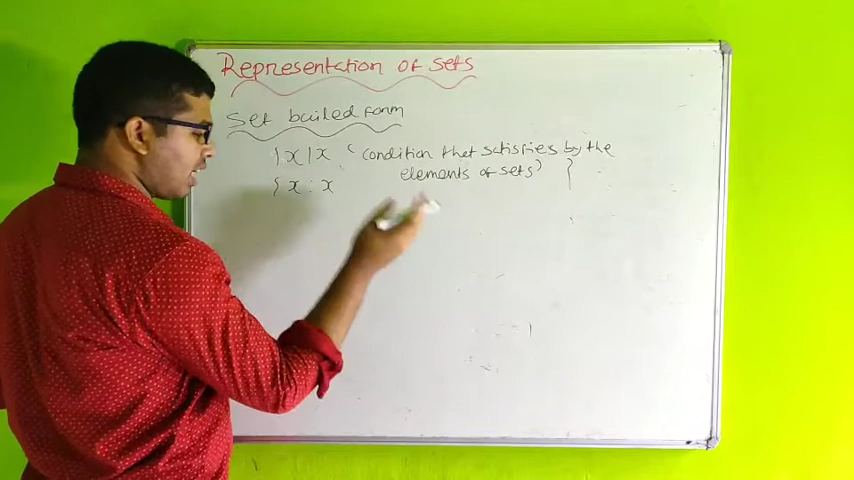 Representation of sets
Set builed form
{x|x (condition that satisfies by the
elements of sets) }
{x : x